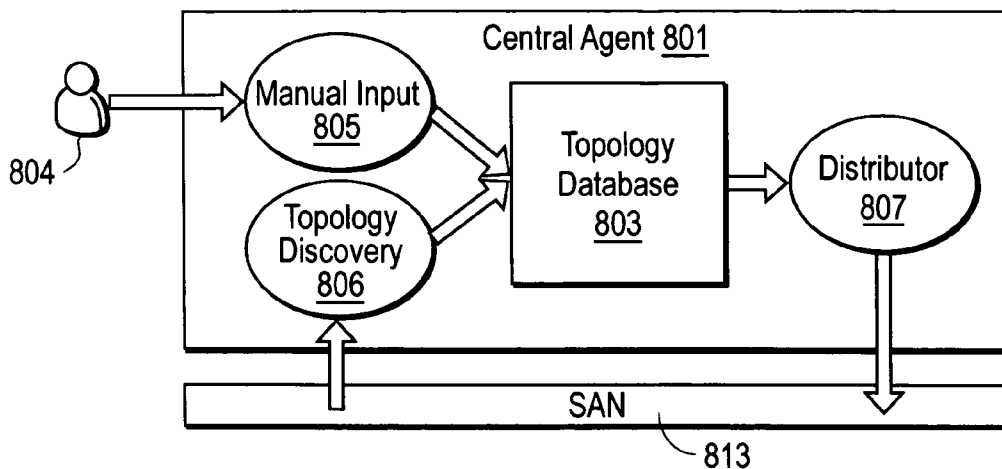 Central Agent 801
Manual Input
805
804
Topology
Discovery
806
Topology
Database
803
Distributor
807
SAN
813